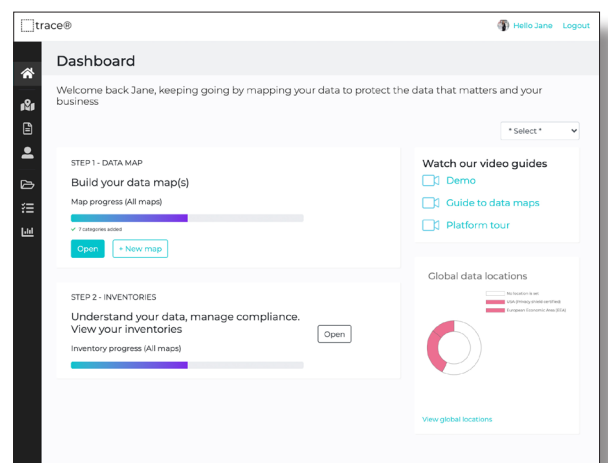 trace®
Hello Jane Logout
Dashboard
Welcome back Jane, keeping going by mapping your data to protect the data that matters and your
business
* Select *
STEP 1 - DATA MAP
Build your data map(s)
Map progress (All maps)
✓ 7 categories added
Open + New map
STEP 2 - INVENTORIES
Understand your data, manage compliance.
View your inventories
Open
Inventory progress (All maps)
Watch our video guides
Demo
Guide to data maps
Platform tour
Global data locations
No location is set
USA (Privacy shield certified)
European Economic Area (EEA)
View global locations